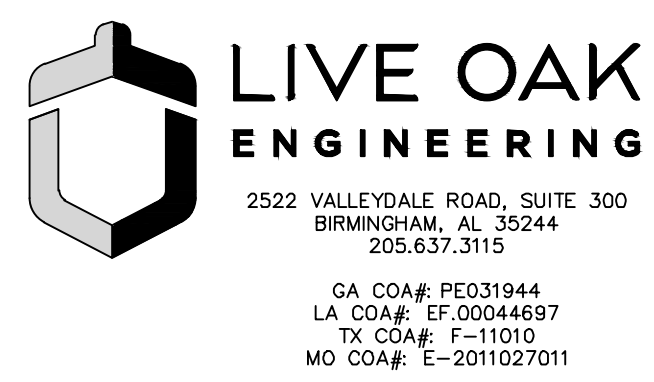 LIVE OAK
ENGINEERING
2522 VALLEYDALE ROAD, SUITE 300
BIRMINGHAM, AL 35244
205.637.3115
GA COA#: PE031944
LA COA#: EF.00044697
TX COA#: F-11010
MO COA#: E-2011027011